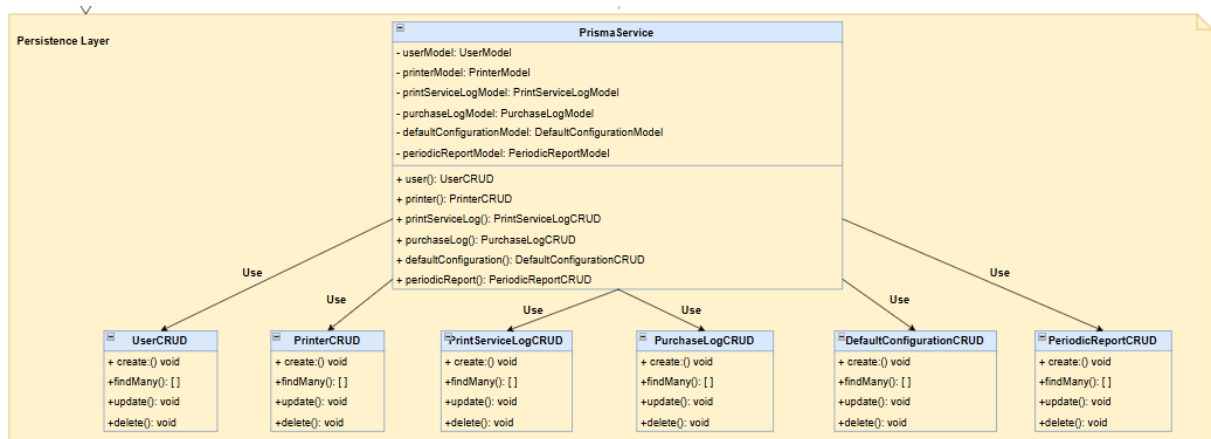 Persistence Layer
PrismaService
- userModel: UserModel
- printerModel: PrinterModel
- printServiceLogModel: PrintServiceLogModel
- purchaseLogModel: PurchaseLogModel
- defaultConfigurationModel: DefaultConfigurationModel
- periodicReportModel: PeriodicReportModel
+ user(): UserCRUD
+ printer(): PrinterCRUD
+ printServiceLog(): PrintServiceLogCRUD
+ purchaseLog(): PurchaseLogCRUD
+ defaultConfiguration(): DefaultConfigurationCRUD
+ periodicReport(): PeriodicReportCRUD
Use
Use
Use
Use
Use
Use
UserCRUD
+ create:() void
+findMany(): [ ]
+update(): void
+delete(): void
PrinterCRUD
+ create:() void
+findMany(): [ ]
+update(): void
+delete(): void
PrintServiceLogCRUD
+ create:() void
+findMany(): [ ]
+update(): void
+delete(): void
PurchaseLogCRUD
+ create:() void
+findMany(): [ ]
+update(): void
+delete(): void
DefaultConfigurationCRUD
+ create:() void
+findMany(): [ ]
+update(): void
+delete(): void
PeriodicReportCRUD
+ create:() void
+findMany(): [ ]
+update(): void
+delete(): void